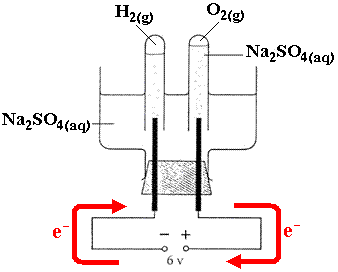 H₂(g) O₂(g)
Na₂SO₄(aq)
Na₂SO₄(aq)
e⁻ − + e⁻
6 v